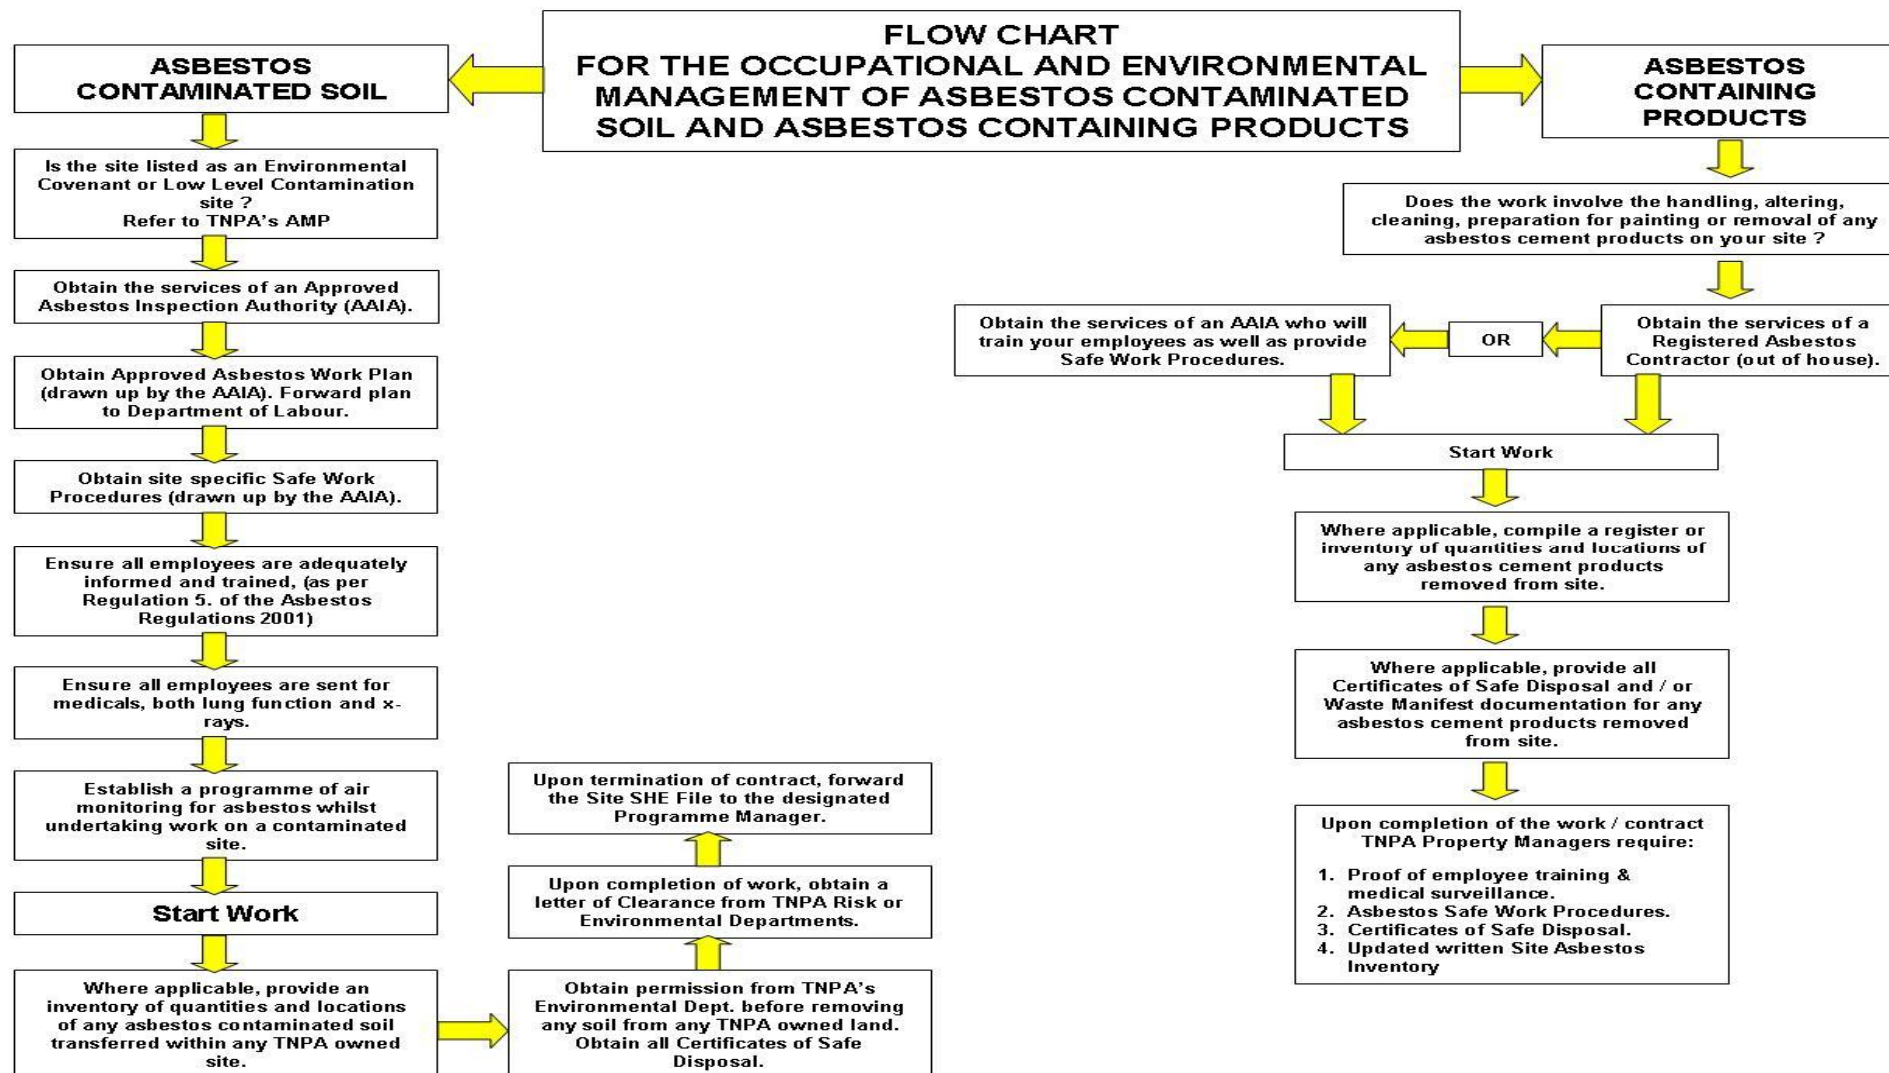 FLOW CHART
FOR THE OCCUPATIONAL AND ENVIRONMENTAL
MANAGEMENT OF ASBESTOS CONTAMINATED
SOIL AND ASBESTOS CONTAINING PRODUCTS
ASBESTOS
CONTAMINATED SOIL
Is the site listed as an Environmental
Covenant or Low Level Contamination
site ?
Refer to TNPA's AMP
Obtain the services of an Approved
Asbestos Inspection Authority (AAIA).
Obtain Approved Asbestos Work Plan
(drawn up by the AAIA). Forward plan
to Department of Labour.
Obtain site specific Safe Work
Procedures (drawn up by the AAIA).
Ensure all employees are adequately
informed and trained, (as per
Regulation 5. of the Asbestos
Regulations 2001)
Ensure all employees are sent for
medicals, both lung function and x-
rays.
Establish a programme of air
monitoring for asbestos whilst
undertaking work on a contaminated
site.
Start Work
Where applicable, provide an
inventory of quantities and locations
of any asbestos contaminated soil
transferred within any TNPA owned
site.
Obtain permission from TNPA's
Environmental Dept. before removing
any soil from any TNPA owned land.
Obtain all Certificates of Safe
Disposal.
Upon completion of work, obtain a
letter of Clearance from TNPA Risk or
Environmental Departments.
Upon termination of contract, forward
the Site SHE File to the designated
Programme Manager.
ASBESTOS
CONTAINING
PRODUCTS
Does the work involve the handling, altering,
cleaning, preparation for painting or removal of any
asbestos cement products on your site ?
Obtain the services of a
Registered Asbestos
Contractor (out of house).
OR
Obtain the services of an AAIA who will
train your employees as well as provide
Safe Work Procedures.
Start Work
Where applicable, compile a register or
inventory of quantities and locations of
any asbestos cement products
removed from site.
Where applicable, provide all
Certificates of Safe Disposal and / or
Waste Manifest documentation for any
asbestos cement products removed
from site.
Upon completion of the work / contract
TNPA Property Managers require:
1. Proof of employee training &
medical surveillance.
2. Asbestos Safe Work Procedures.
3. Certificates of Safe Disposal.
4. Updated written Site Asbestos
Inventory